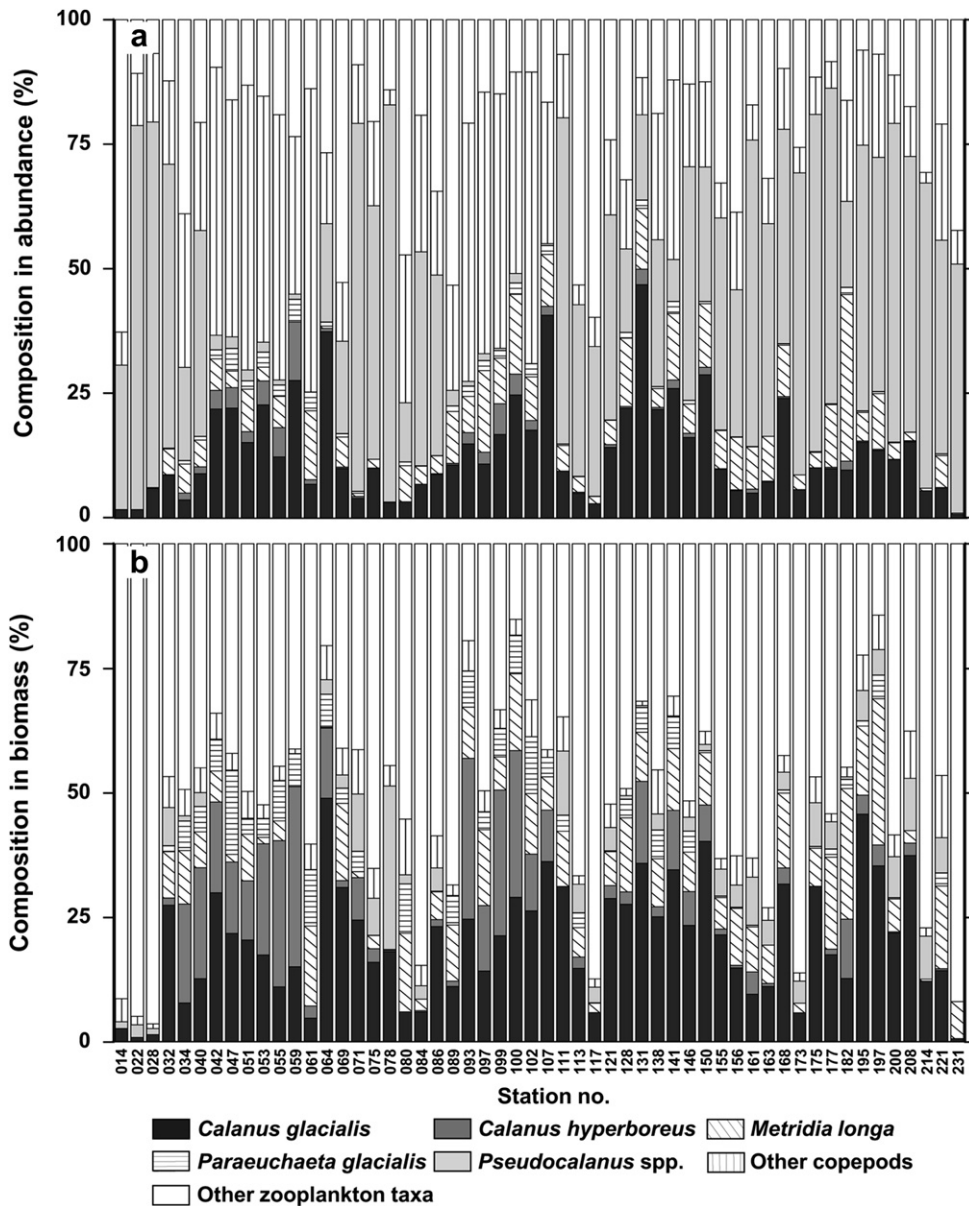 a
Composition in abundance (%)
100
75
50
25
0
b
Composition in biomass (%)
100
75
50
25
0
014 022 028 032 034 040 042 047 051 053 055 059 061 064 069 071 075 078 080 084 086 089 093 097 099 100 102 107 111 113 117 121 128 131 138 141 146 150 155 156 161 163 168 173 175 177 182 195 197 200 208 214 221 231
Station no.
Calanus glacialis Calanus hyperboreus Metridia longa
Paraeuchaeta glacialis Pseudocalanus spp. Other copepods
Other zooplankton taxa